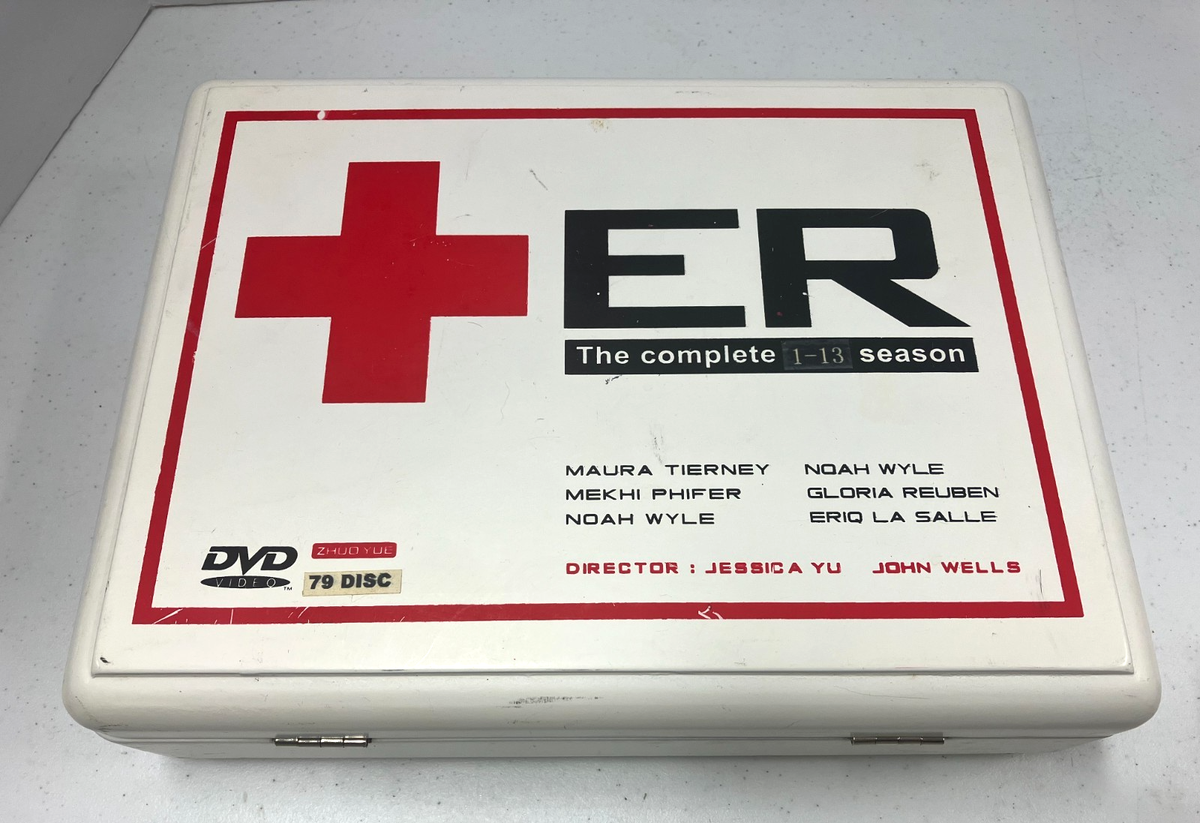 ER
The complete 1-13 season
MAURA TIERNEY NOAH WYLE
MEKHI PHIFER GLORIA REUBEN
NOAH WYLE ERIQ LA SALLE
DIRECTOR : JESSICA YU JOHN WELLS
DVD
VIDEO™
ZHUO YUE
79 DISC